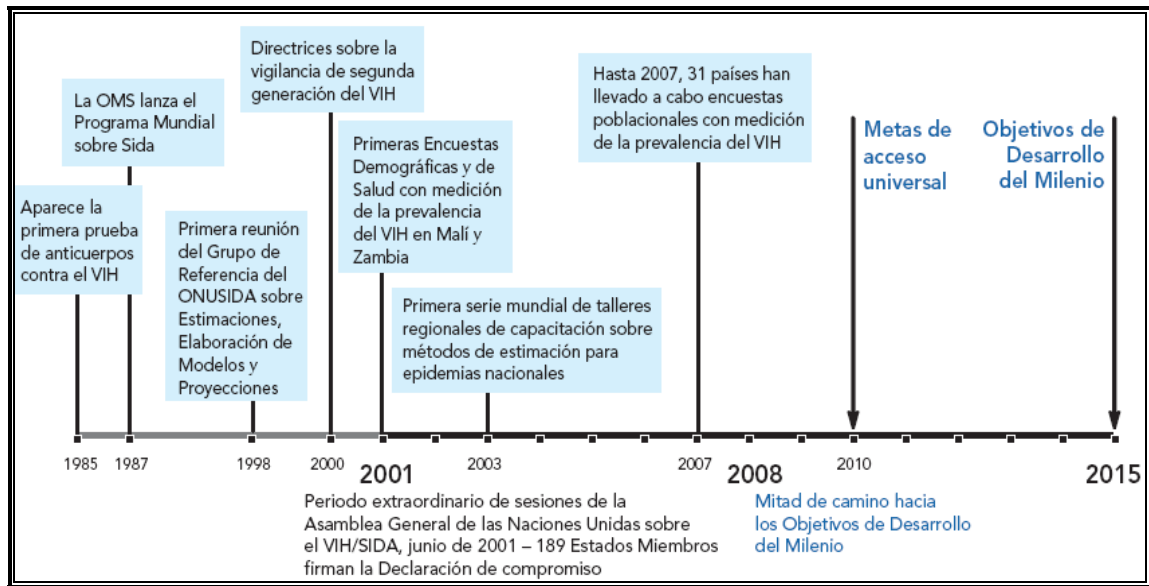 Directrices sobre la
vigilancia de segunda
generación del VIH
La OMS lanza el
Programa Mundial
sobre Sida
Hasta 2007, 31 países han
llevado a cabo encuestas
poblacionales con medición
de la prevalencia del VIH
Metas de
acceso
universal
Objetivos de
Desarrollo
del Milenio
Primeras Encuestas
Demográficas y de
Salud con medición
de la prevalencia
del VIH en Malí y
Zambia
Aparece la
primera prueba
de anticuerpos
contra el VIH
Primera reunión
del Grupo de
Referencia del
ONUSIDA sobre
Estimaciones,
Elaboración de
Modelos y
Proyecciones
Primera serie mundial de talleres
regionales de capacitación sobre
métodos de estimación para
epidemias nacionales
1985 1987 1998 2000 2001 2003 2007 2008 2010 2015
Periodo extraordinario de sesiones de la
Asamblea General de las Naciones Unidas sobre
el VIH/SIDA, junio de 2001 – 189 Estados Miembros
firman la Declaración de compromiso
Mitad de camino hacia
los Objetivos de Desarrollo
del Milenio